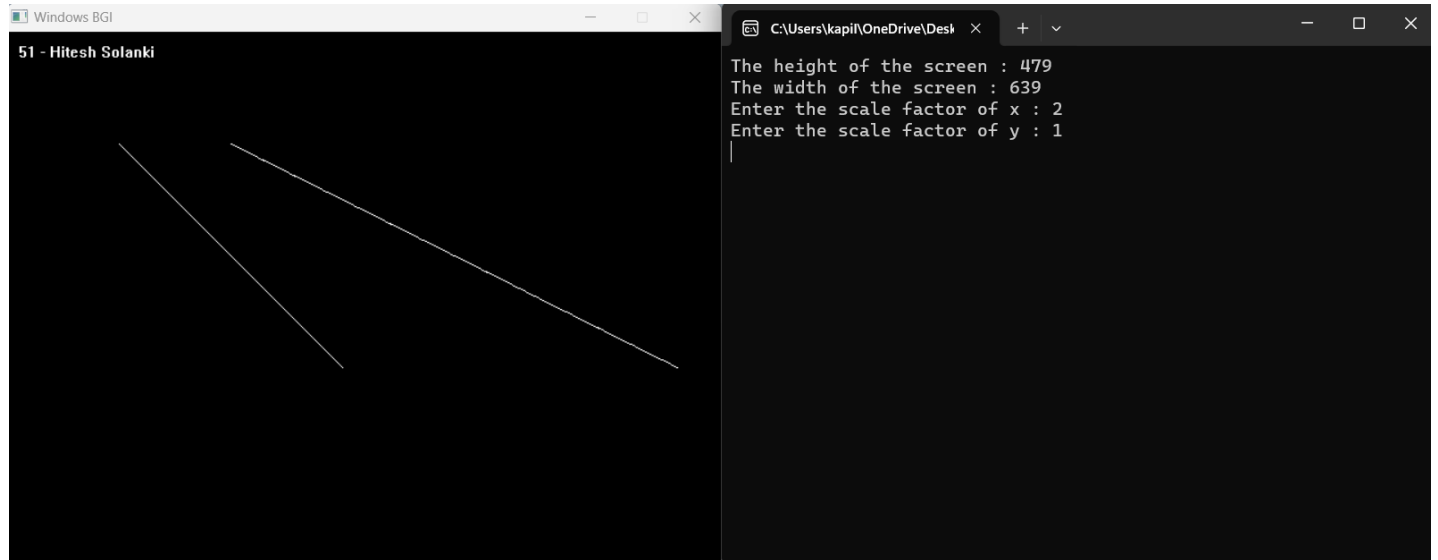 Windows BGI
51 - Hitesh Solanki
C:\Users\kapil\OneDrive\Desk
The height of the screen : 479
The width of the screen : 639
Enter the scale factor of x : 2
Enter the scale factor of y : 1